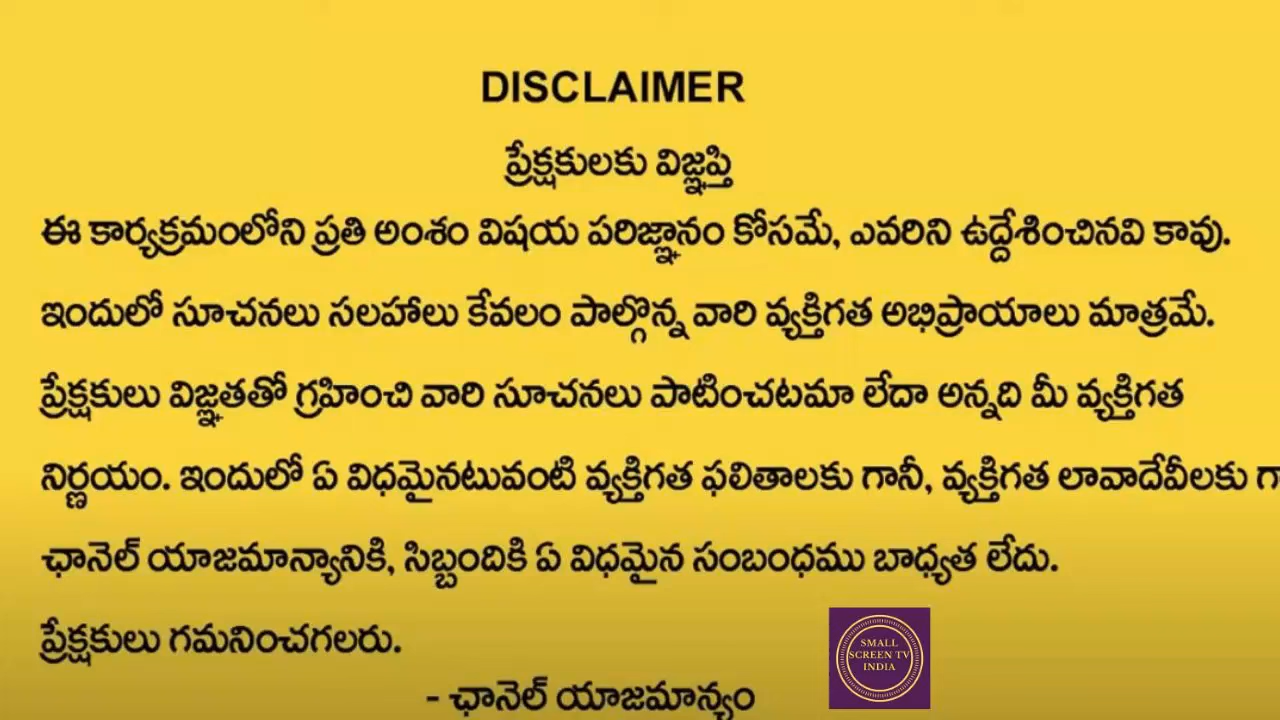 DISCLAIMER
ప్రేక్షకులకు విజ్ఞప్తి
ఈ కార్యక్రమంలోని ప్రతి అంశం విషయ పరిజ్ఞానం కోసమే, ఎవరిని ఉద్దేశించినవి కావు.
ఇందులో సూచనలు సలహాలు కేవలం పాల్గొన్న వారి వ్యక్తిగత అభిప్రాయాలు మాత్రమే.
ప్రేక్షకులు విజ్ఞతతో గ్రహించి వారి సూచనలు పాటించటమా లేదా అన్నది మీ వ్యక్తిగత
నిర్ణయం. ఇందులో ఏ విధమైనటువంటి వ్యక్తిగత ఫలితాలకు గానీ, వ్యక్తిగత లావాదేవీలకు
ఛానెల్ యాజమాన్యానికి, సిబ్బందికి ఏ విధమైన సంబంధము బాధ్యత లేదు.
ప్రేక్షకులు గమనించగలరు.
- ఛానెల్ యాజమాన్యం
SMALL
SCREEN TV
INDIA